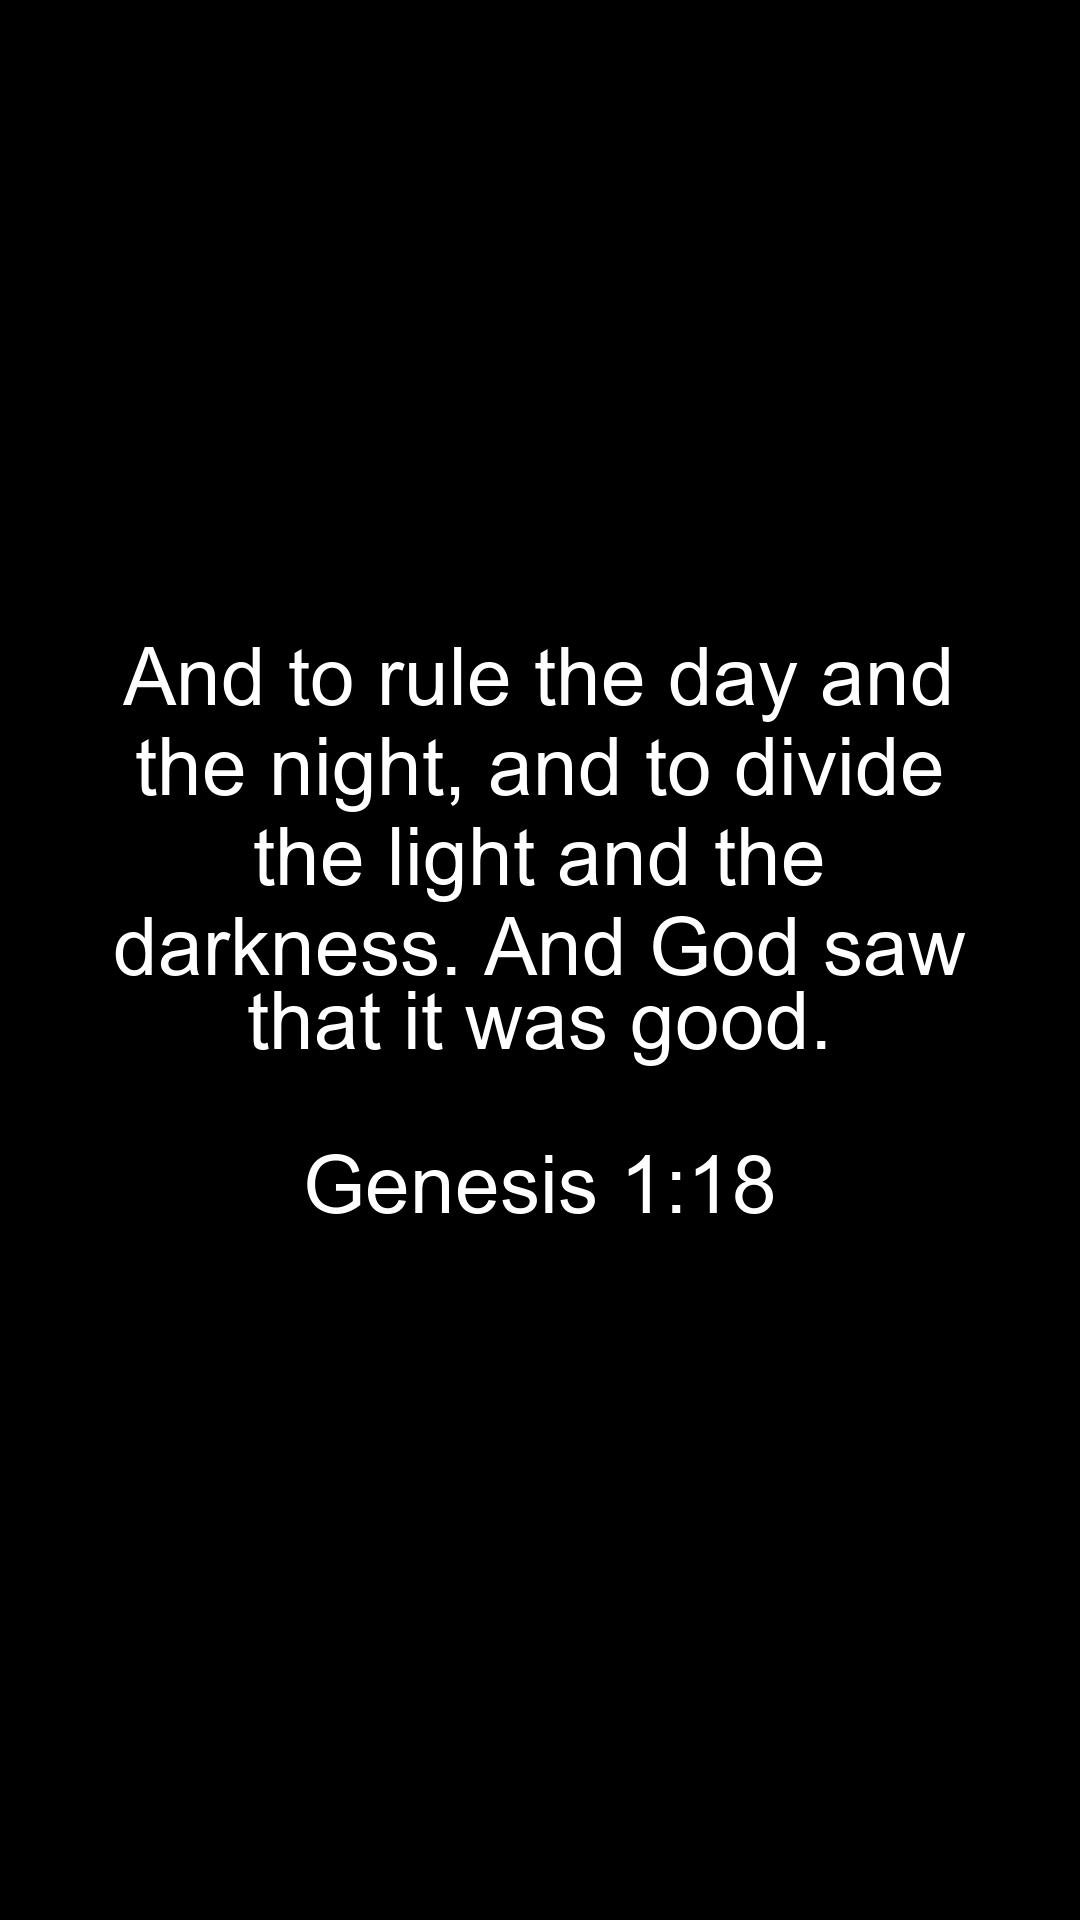 And to rule the day and
the night, and to divide
the light and the
darkness. And God saw
that it was good.
Genesis 1:18